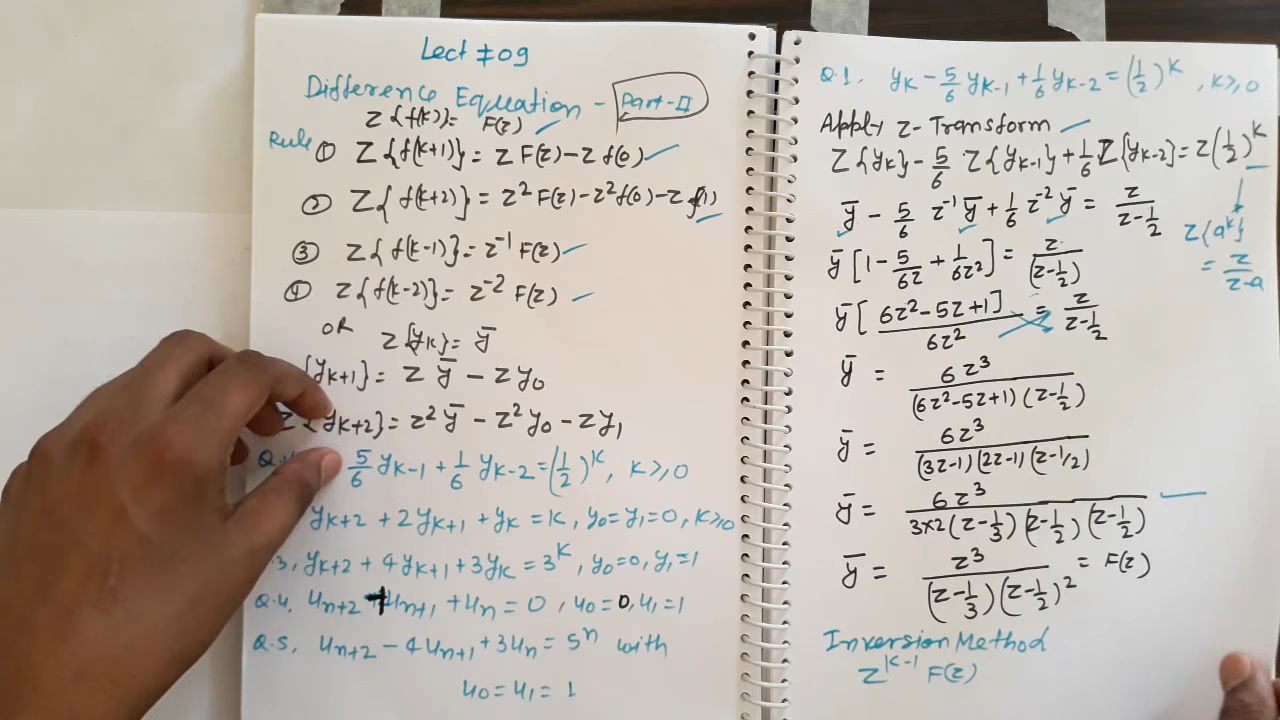 Lect #09
Difference Equation - Part-II
Z{f(k)} = F(z)
Rule ① Z{f(k+1)} = z F(z) - z f(0)
② Z{f(k+2)} = z² F(z) - z² f(0) - z f(1)
③ Z{f(k-1)} = z⁻¹ F(z)
④ Z{f(k-2)} = z⁻² F(z)
OR Z{yₖ} = ȳ
{yₖ₊₁} = z ȳ - z y₀
Z{yₖ₊₂} = z² ȳ - z² y₀ - z y₁
Q. 5/6 yₖ₋₁ + 1/6 yₖ₋₂ = (1/2)ᵏ, k ≥, 0
yₖ₊₂ + 2yₖ₊₁ + yₖ = k, y₀ = y₁ = 0, k ≥ 0
.3, yₖ₊₂ + 4yₖ₊₁ + 3yₖ = 3ᵏ, y₀ = 0, y₁ = 1
Q.4. uₙ₊₂ + uₙ₊₁ + uₙ = 0, u₀ = 0, u₁ = 1
Q.5, uₙ₊₂ - 4uₙ₊₁ + 3uₙ = 5ⁿ with
u₀ = u₁ = 1
Q.1. yₖ - 5/6 yₖ₋₁ + 1/6 yₖ₋₂ = (1/2)ᵏ, k ≥, 0
Apply Z-Transform
Z{yₖ} - 5/6 Z{yₖ₋₁} + 1/6 Z{yₖ₋₂} = Z(1/2)ᵏ
ȳ - 5/6 z⁻¹ ȳ + 1/6 z⁻² ȳ = z/(z-1/2)
Z{aᵏ}
= z/(z-a)
ȳ [1 - 5/6z + 1/6z²] = z/(z-1/2)
ȳ [6z²-5z+1]/6z² = z/(z-1/2)
ȳ = 6z³/(6z²-5z+1)(z-1/2)
ȳ = 6z³/(3z-1)(2z-1)(z-1/2)
ȳ = 6z³/3×2(z-1/3)(z-1/2)(z-1/2)
ȳ = z³/(z-1/3)(z-1/2)² = F(z)
Inversion Method
zᵏ⁻¹ F(z)